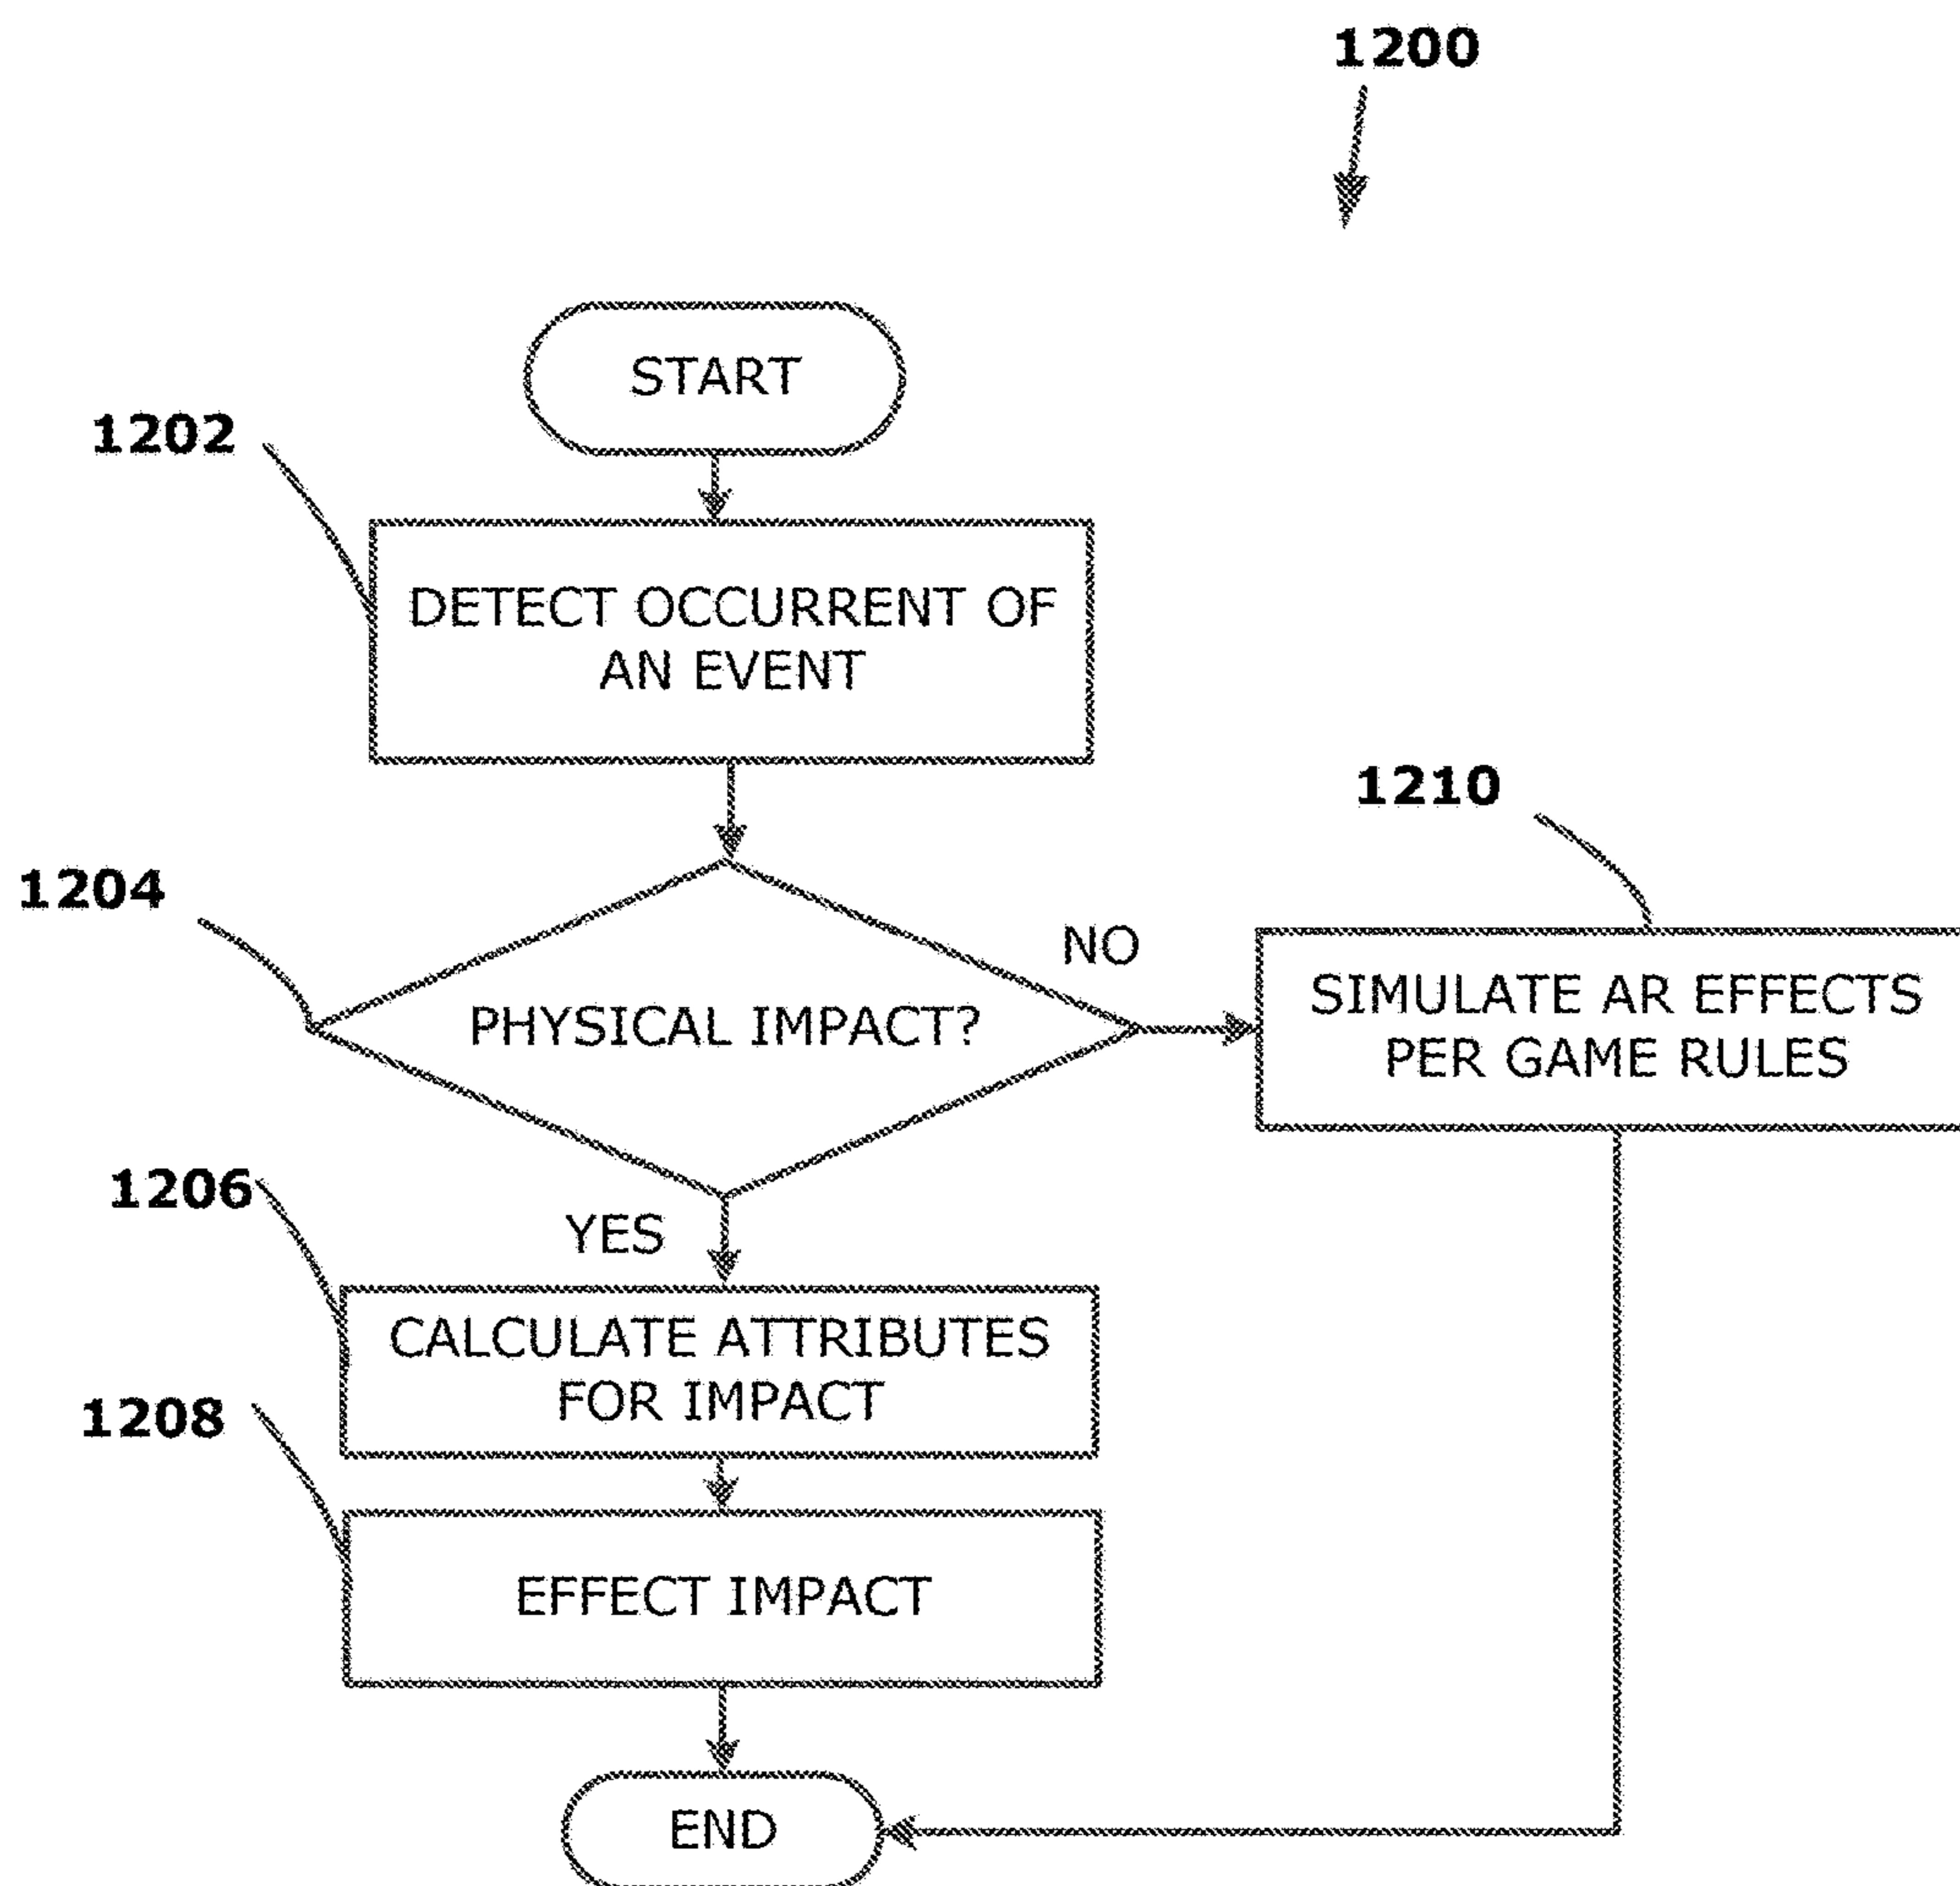 1200
START
1202
DETECT OCCURRENT OF
AN EVENT
1210
1204
NO
PHYSICAL IMPACT?
SIMULATE AR EFFECTS
PER GAME RULES
1206
YES
CALCULATE ATTRIBUTES
FOR IMPACT
1208
EFFECT IMPACT
END